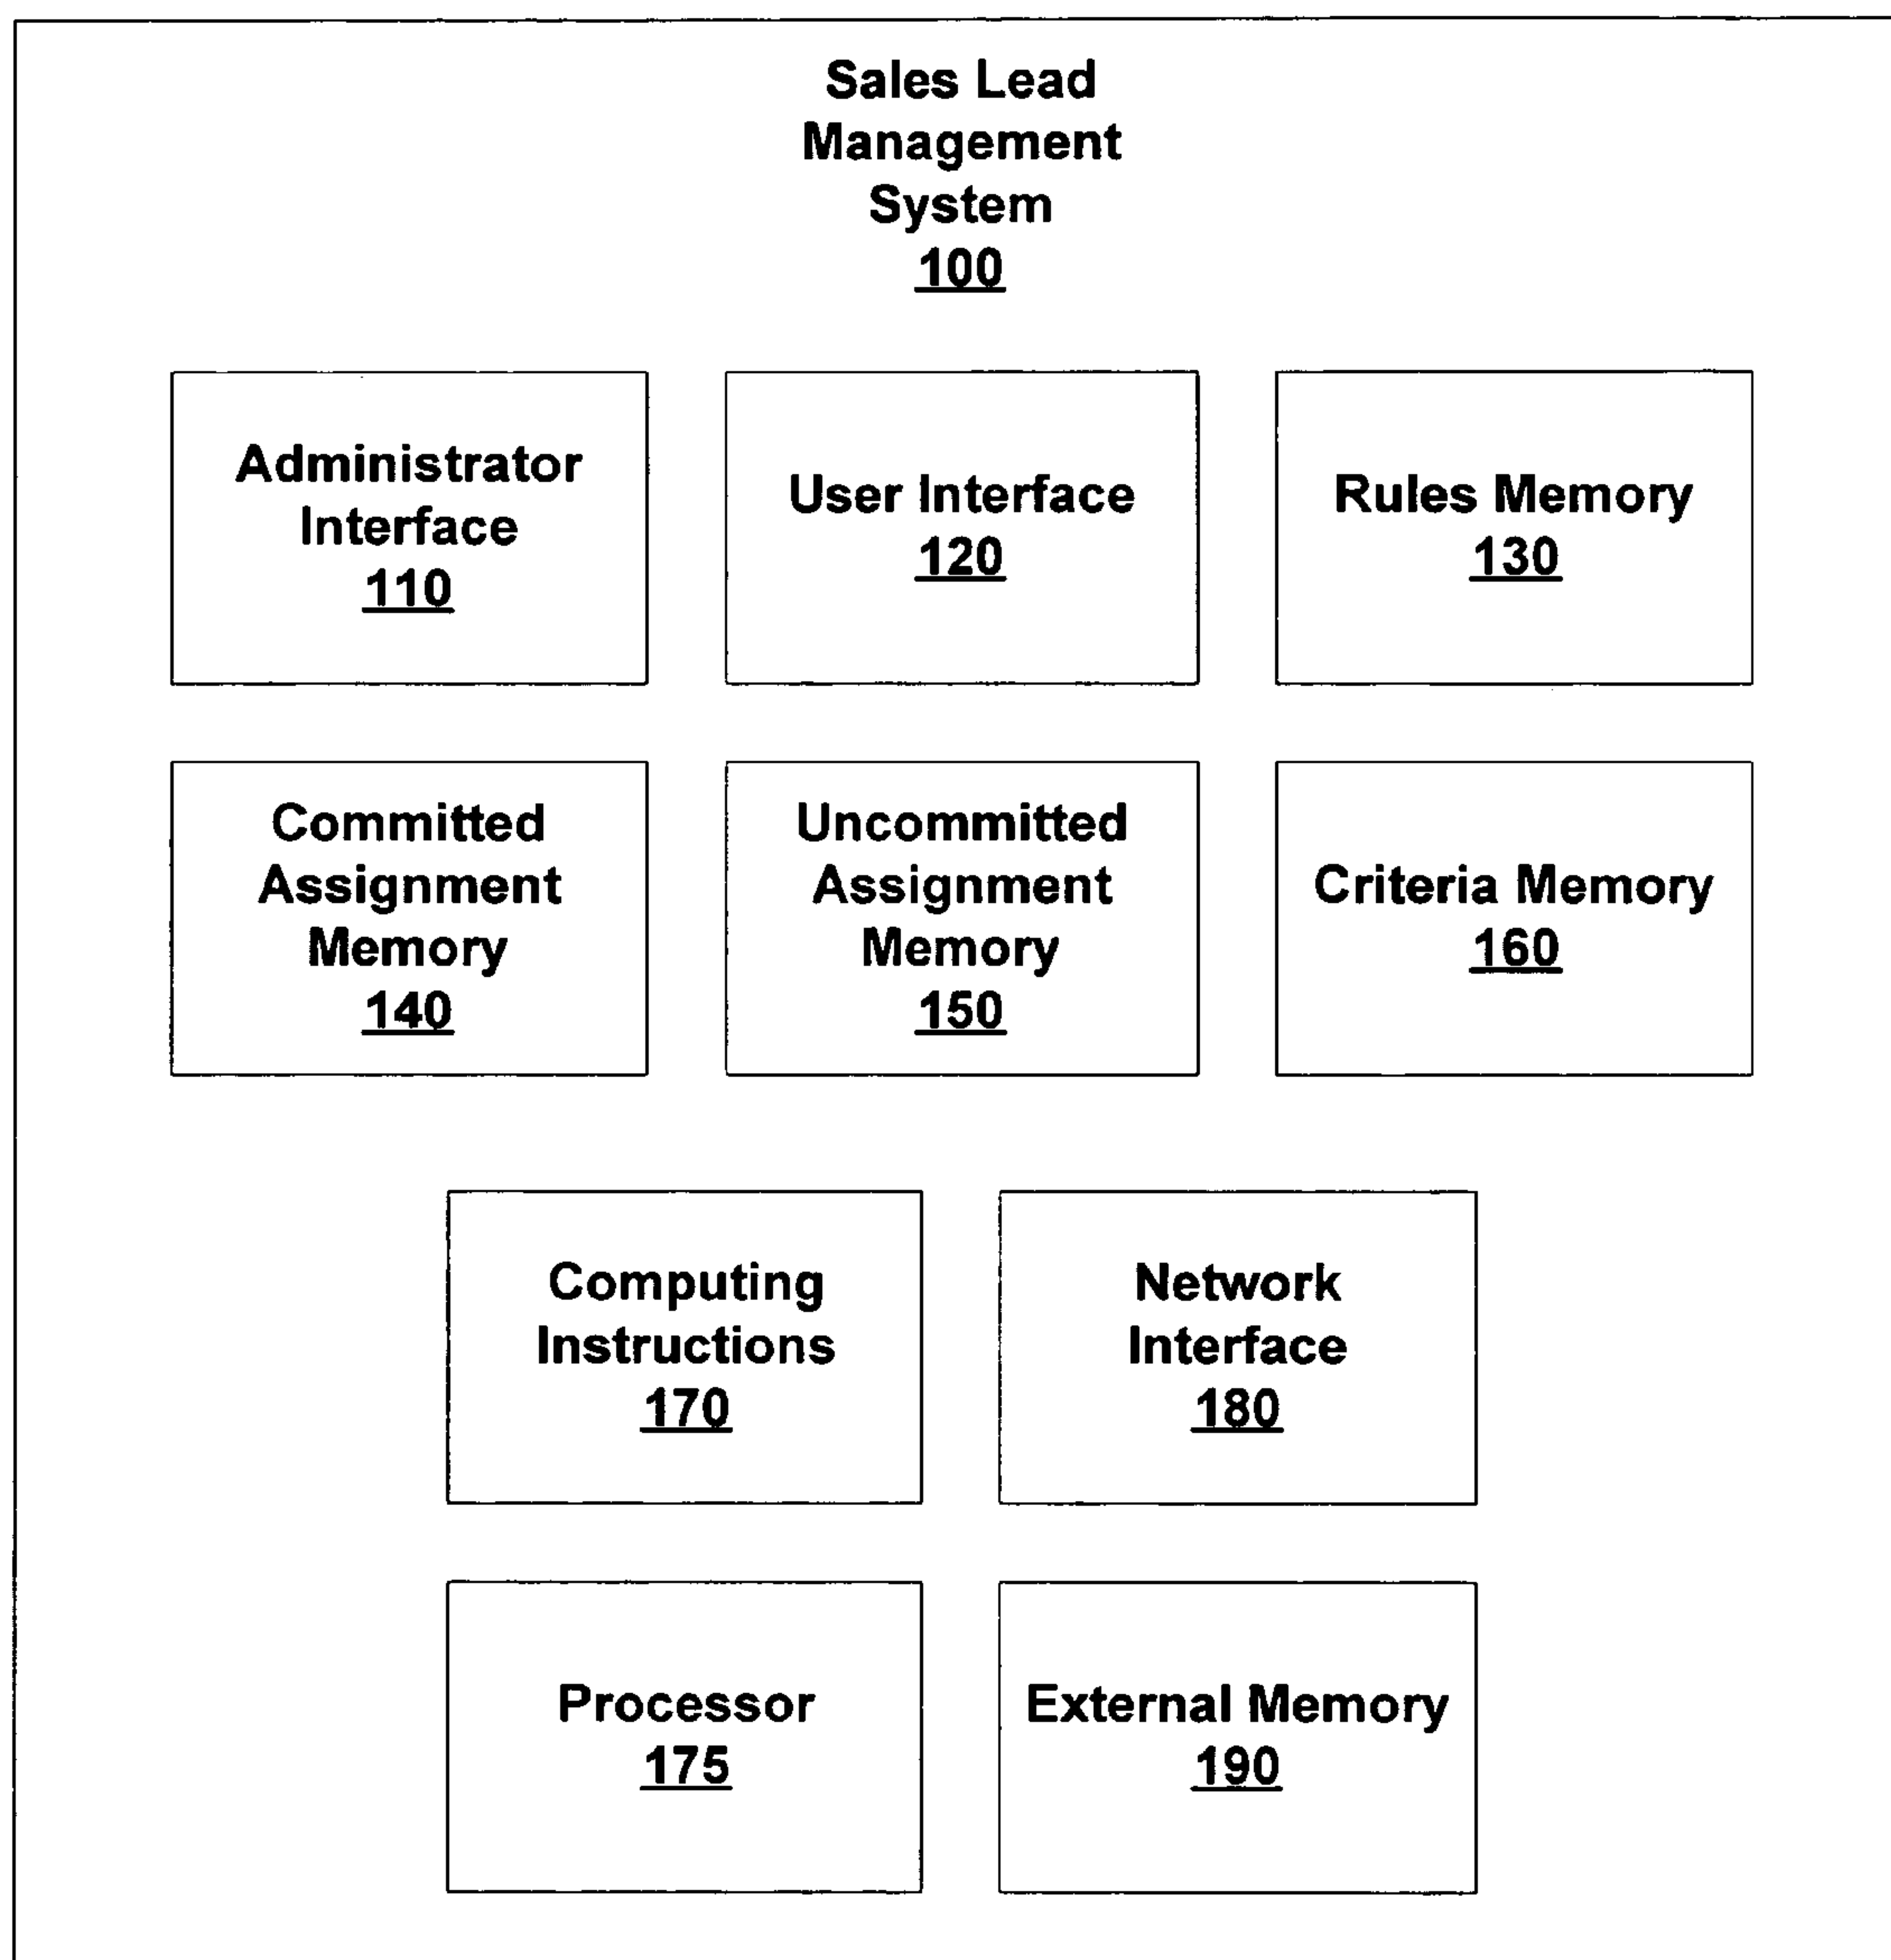 Sales Lead
Management
System
100
Administrator
Interface
110
User Interface
120
Rules Memory
130
Committed
Assignment
Memory
140
Uncommitted
Assignment
Memory
150
Criteria Memory
160
Computing
Instructions
170
Network
Interface
180
Processor
175
External Memory
190